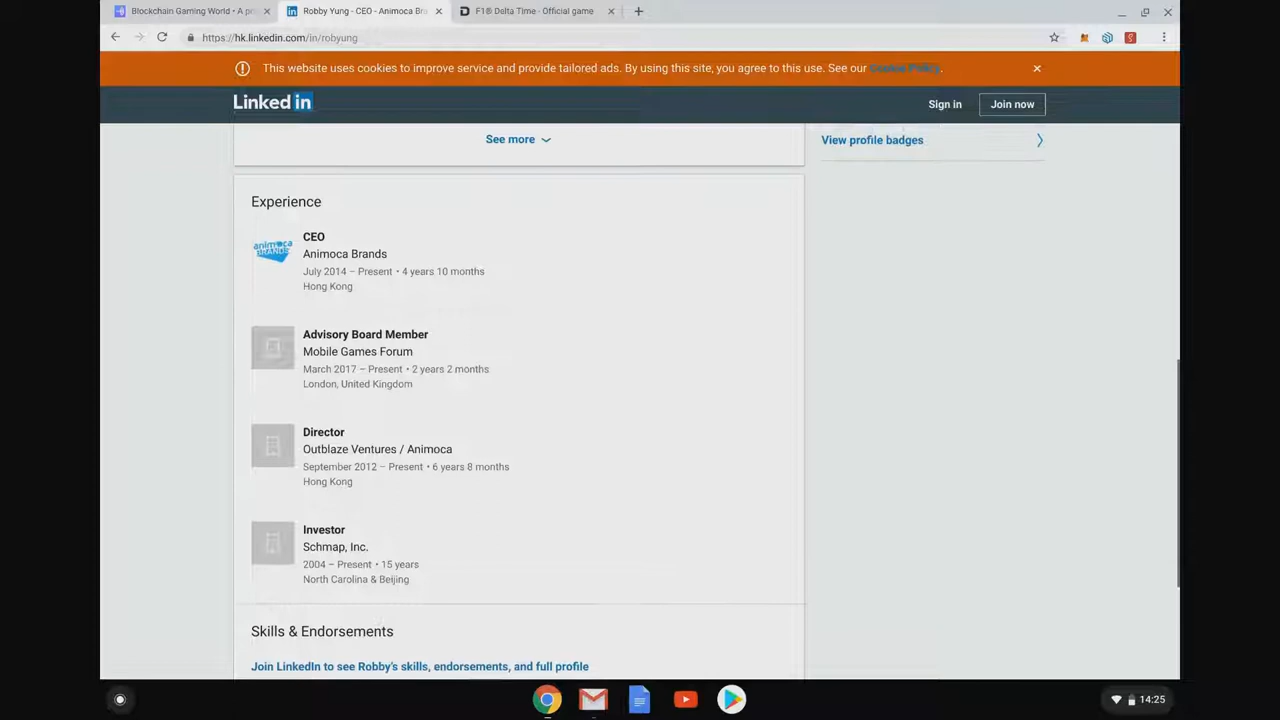 Blockchain Gaming World • A po
Robby Yung - CEO - Animoca Bra
F1® Delta Time - Official game
https://hk.linkedin.com/in/robyung
This website uses cookies to improve service and provide tailored ads. By using this site, you agree to this use. See our Cookie Policy.
Linked in
Sign in
Join now
See more
View profile badges
Experience
animoca BRANDS
CEO
Animoca Brands
July 2014 – Present • 4 years 10 months
Hong Kong
Advisory Board Member
Mobile Games Forum
March 2017 – Present • 2 years 2 months
London, United Kingdom
Director
Outblaze Ventures / Animoca
September 2012 – Present • 6 years 8 months
Hong Kong
Investor
Schmap, Inc.
2004 – Present • 15 years
North Carolina & Beijing
Skills & Endorsements
Join LinkedIn to see Robby’s skills, endorsements, and full profile
14:25